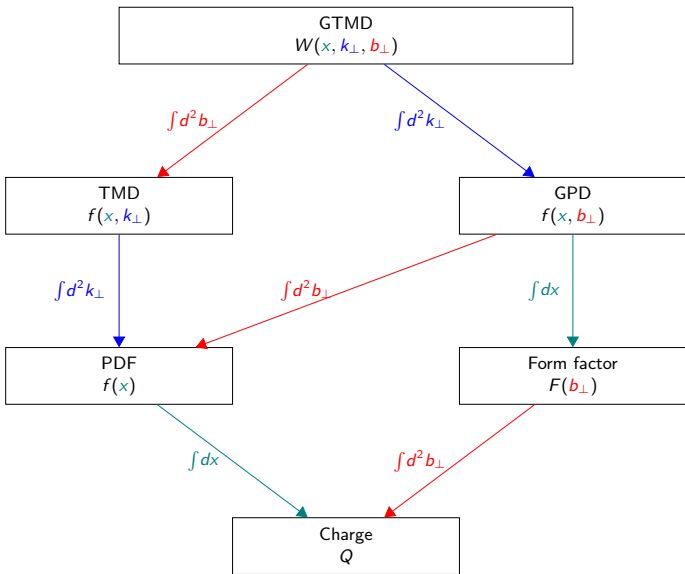 GTMD
W(x, k⊥, b⊥)
∫d²b⊥
∫d²k⊥
TMD
f(x, k⊥)
GPD
f(x, b⊥)
∫d²k⊥
∫d²b⊥
∫dx
PDF
f(x)
Form factor
F(b⊥)
∫dx
∫d²b⊥
Charge
Q